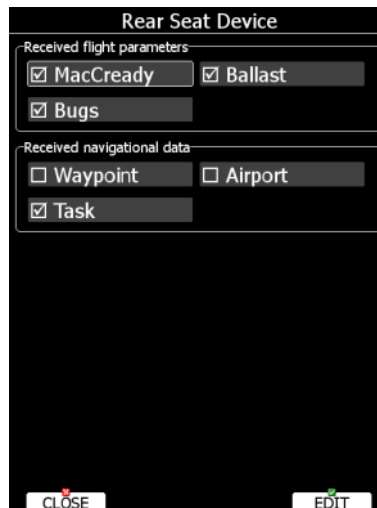 Rear Seat Device
Received flight parameters
MacCready Ballast
Bugs
Received navigational data
Waypoint Airport
Task
CLOSE EDIT